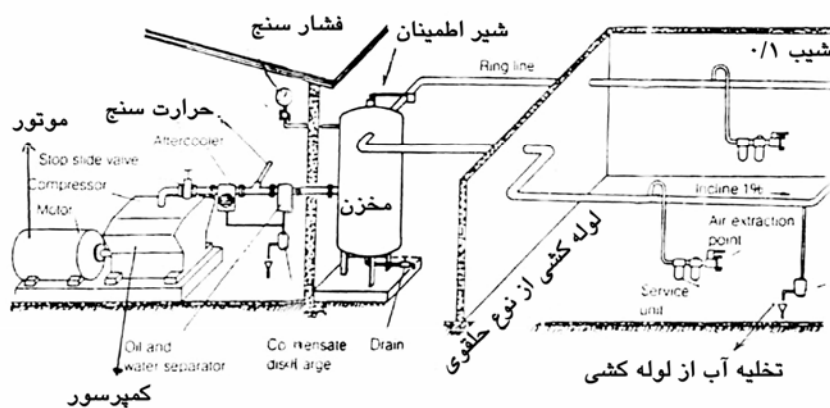 فشار سنج
شیر اطمینان
شیب ۰/۱
Ring line
حرارت سنج
موتور
Aftercooler
Stop slide valve
Compressor
Motor
مخزن
Incline 1%
Air extraction
point
لوله کشی از نوع حلقوی
Service
unit
Oil and
water separator
Condensate
discharge
Drain
تخلیه آب از لوله کشی
کمپرسور